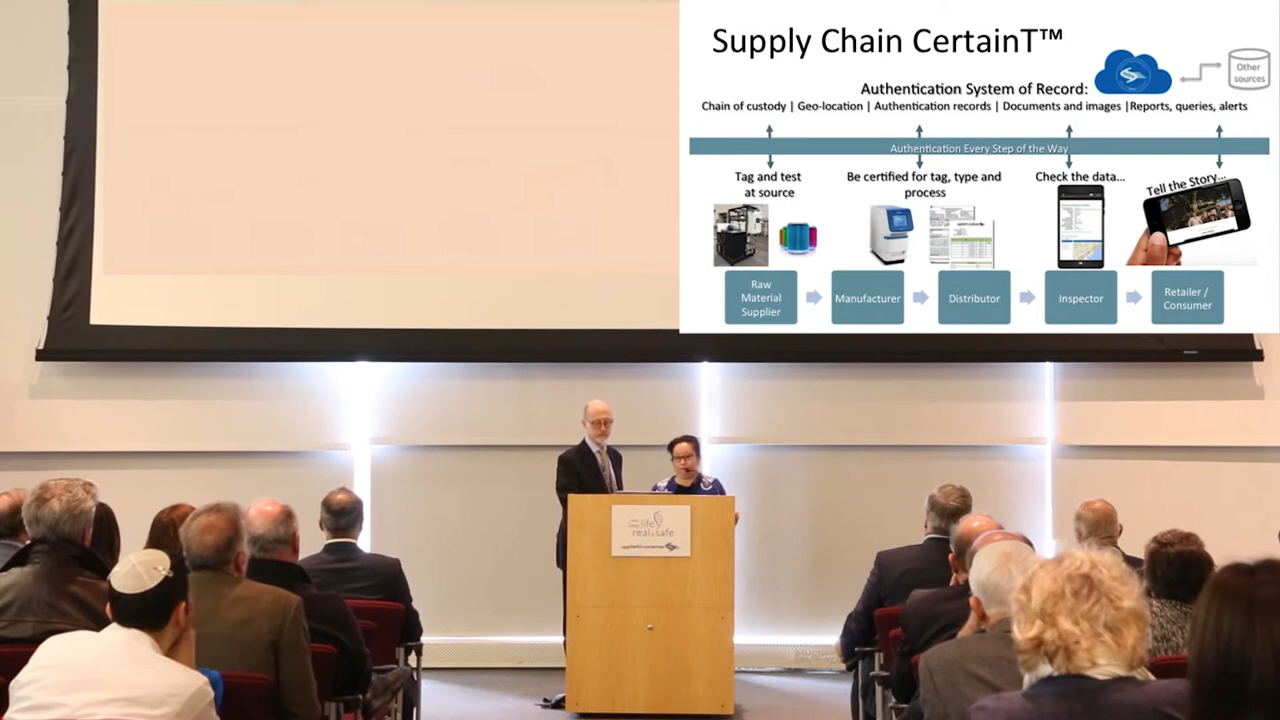 Supply Chain CertainT™
Authentication System of Record:
Other
sources
Chain of custody | Geo-location | Authentication records | Documents and images |Reports, queries, alerts
Authentication Every Step of the Way
Tag and test
at source
Be certified for tag, type and
process
Check the data...
Tell the Story...
Raw
Material
Supplier
Manufacturer
Distributor
Inspector
Retailer /
Consumer
life
real & safe